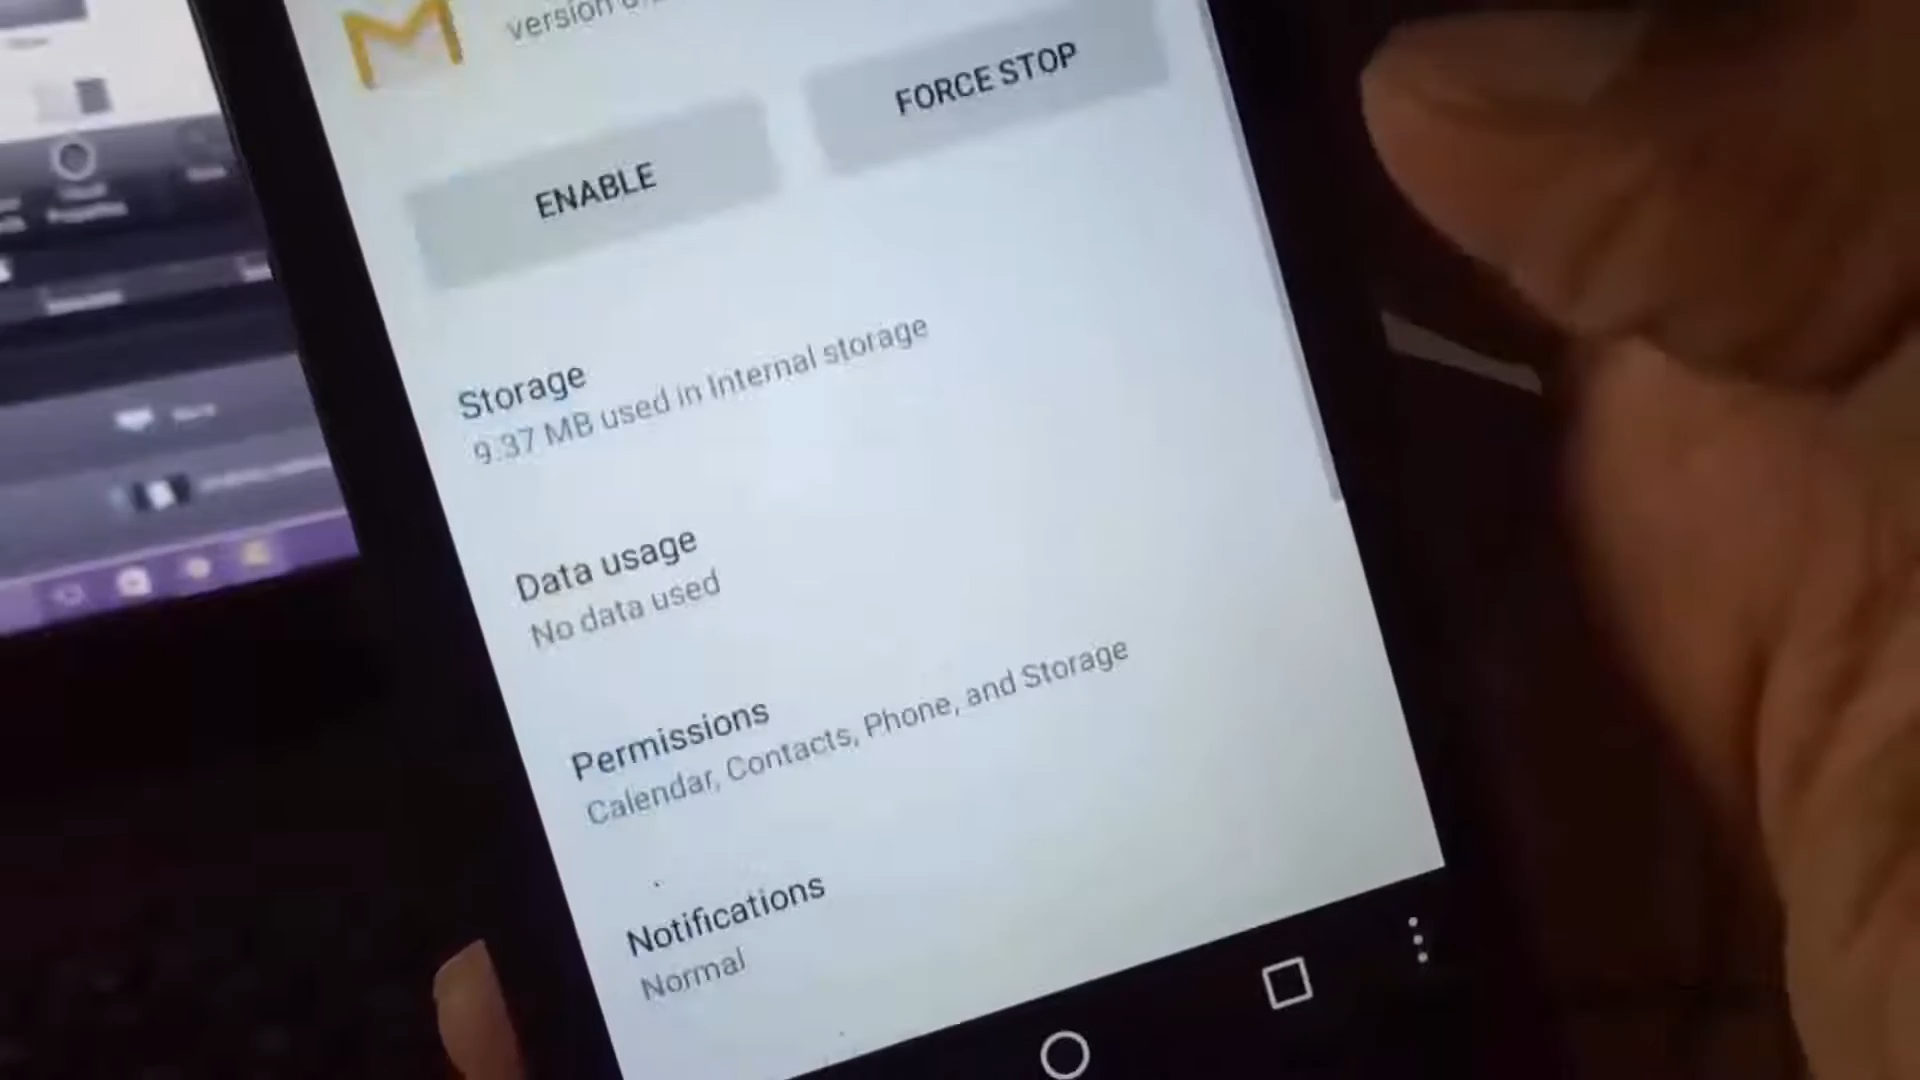 version
FORCE STOP
ENABLE
Storage
9.37 MB used in Internal storage
Data usage
No data used
Permissions
Calendar, Contacts, Phone, and Storage
Notifications
Normal